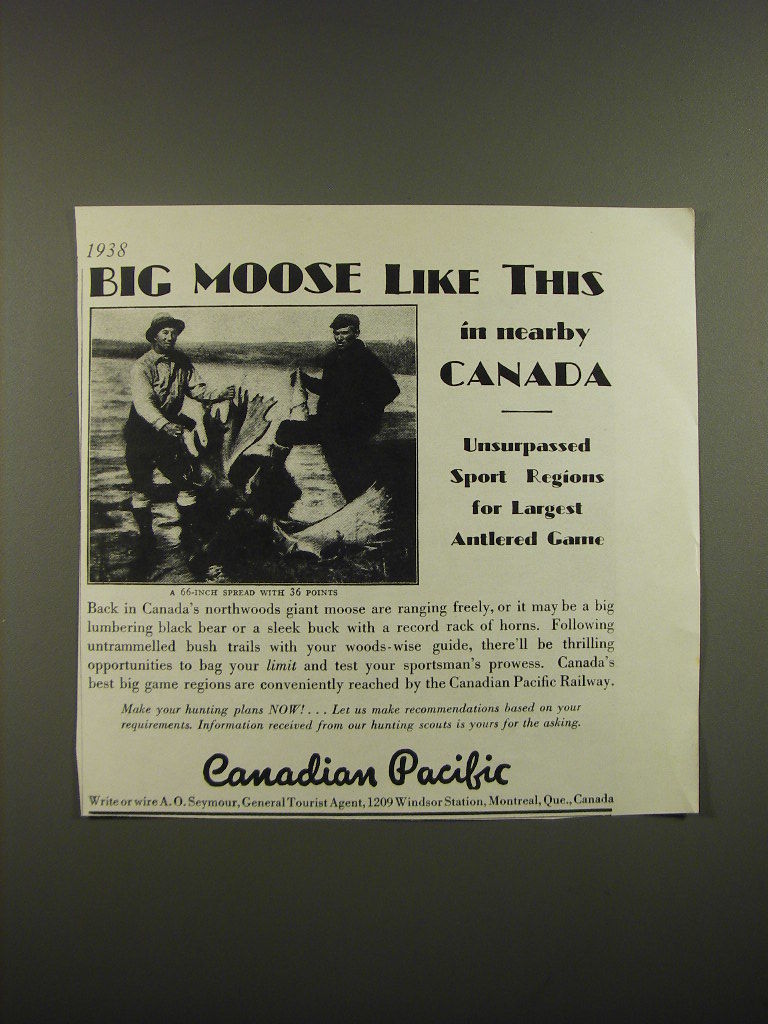 1938
BIG MOOSE LIKE THIS
in nearby
CANADA
Unsurpassed
Sport Regions
for Largest
Antlered Game
A 66-INCH SPREAD WITH 36 POINTS
Back in Canada's northwoods giant moose are ranging freely, or it may be a big
lumbering black bear or a sleek buck with a record rack of horns. Following
untrammelled bush trails with your woods-wise guide, there'll be thrilling
opportunities to bag your limit and test your sportsman's prowess. Canada's
best big game regions are conveniently reached by the Canadian Pacific Railway.
Make your hunting plans NOW! . . . Let us make recommendations based on your
requirements. Information received from our hunting scouts is yours for the asking.
Canadian Pacific
Write or wire A. O. Seymour, General Tourist Agent, 1209 Windsor Station, Montreal, Que., Canada